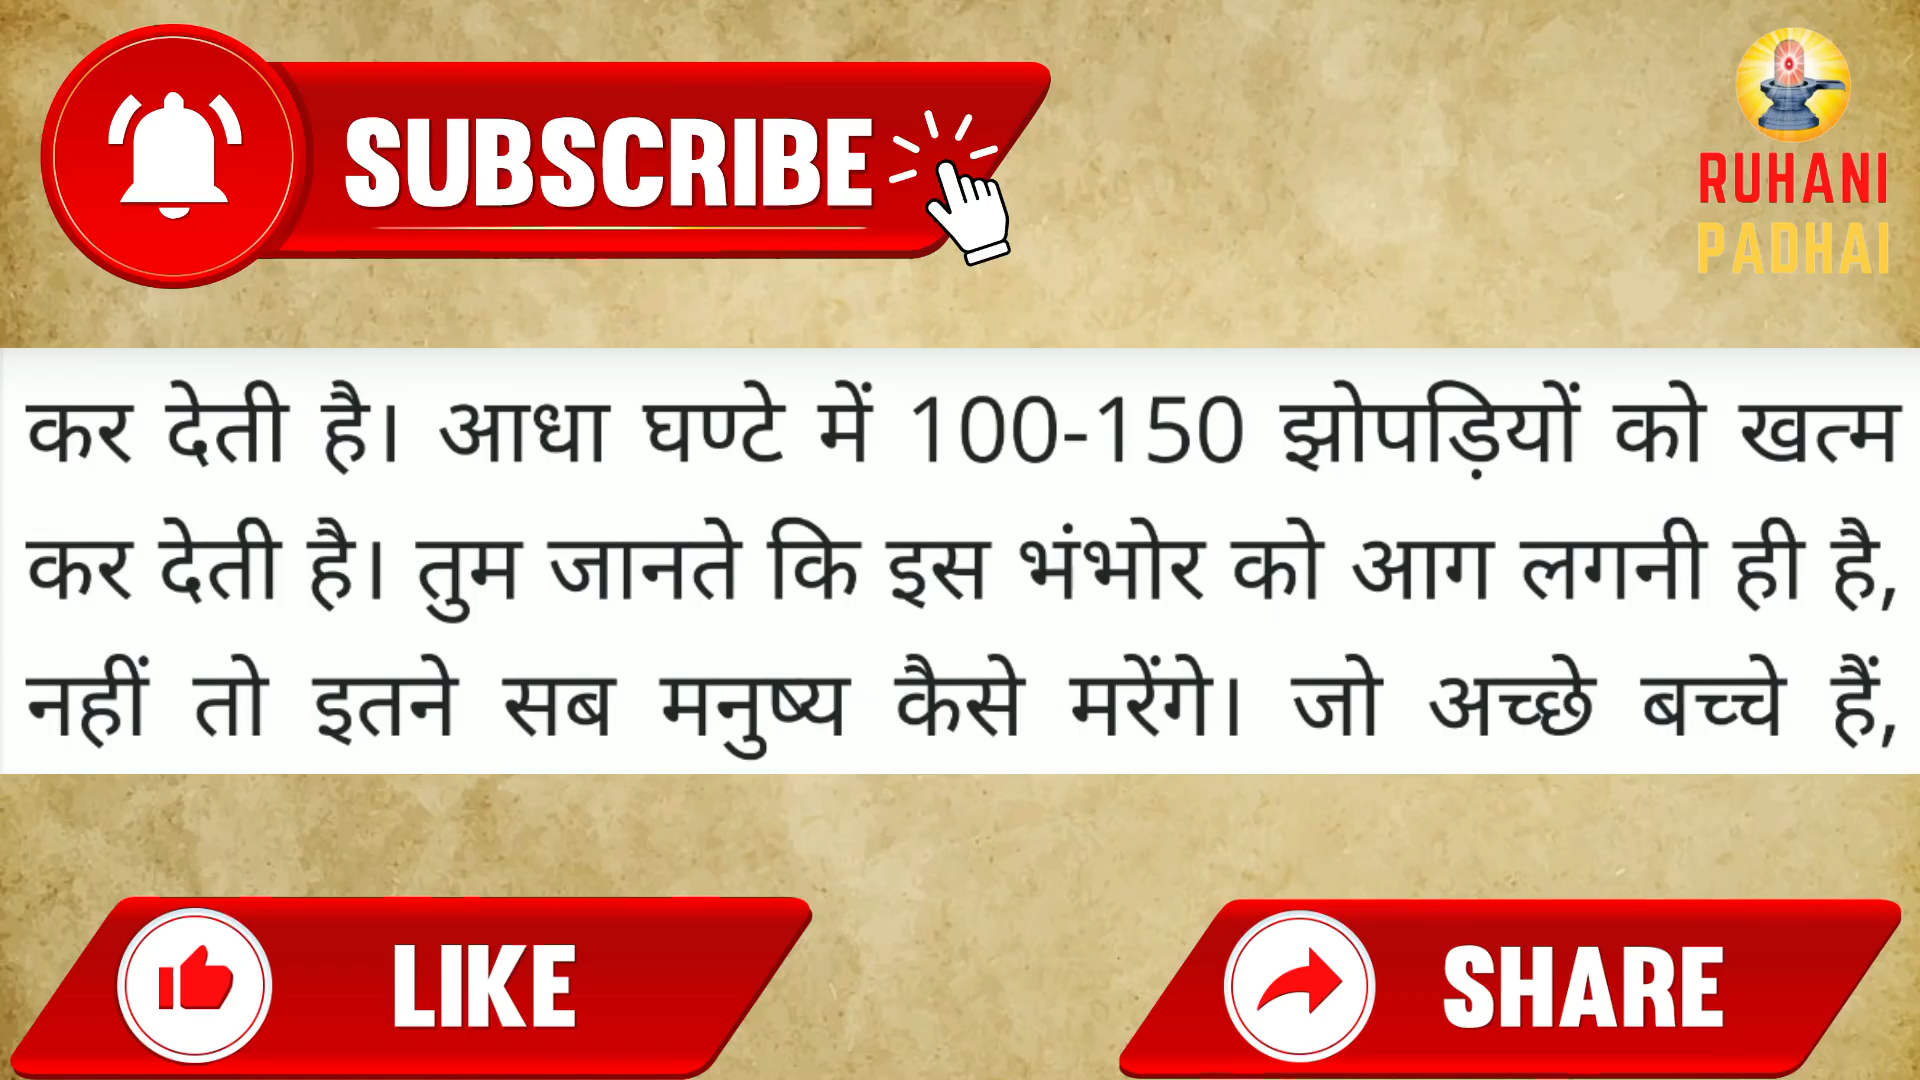 SUBSCRIBE
RUHANI
PADHAI
कर देती है। आधा घण्टे में 100-150 झोपड़ियों को खत्म
कर देती है। तुम जानते कि इस भंभोर को आग लगनी ही है,
नहीं तो इतने सब मनुष्य कैसे मरेंगे। जो अच्छे बच्चे हैं,
LIKE
SHARE